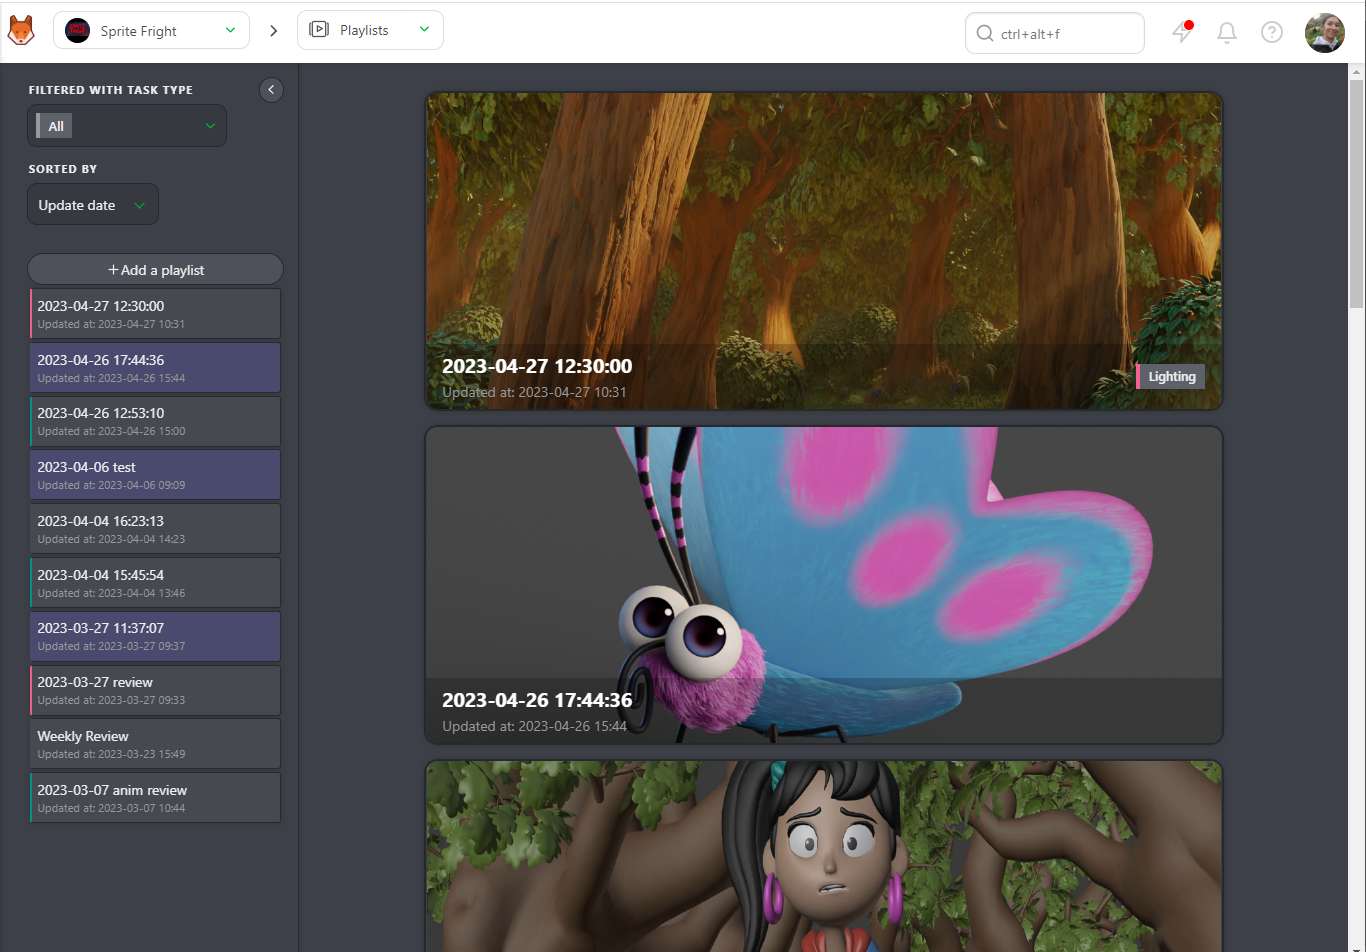 Sprite Fright
Playlists
ctrl+alt+f
FILTERED WITH TASK TYPE
All
SORTED BY
Update date
+ Add a playlist
2023-04-27 12:30:00
Updated at: 2023-04-27 10:31
2023-04-26 17:44:36
Updated at: 2023-04-26 15:44
2023-04-26 12:53:10
Updated at: 2023-04-26 15:00
2023-04-06 test
Updated at: 2023-04-06 09:09
2023-04-04 16:23:13
Updated at: 2023-04-04 14:23
2023-04-04 15:45:54
Updated at: 2023-04-04 13:46
2023-03-27 11:37:07
Updated at: 2023-03-27 09:37
2023-03-27 review
Updated at: 2023-03-27 09:33
Weekly Review
Updated at: 2023-03-23 15:49
2023-03-07 anim review
Updated at: 2023-03-07 10:44
2023-04-27 12:30:00
Updated at: 2023-04-27 10:31
Lighting
2023-04-26 17:44:36
Updated at: 2023-04-26 15:44